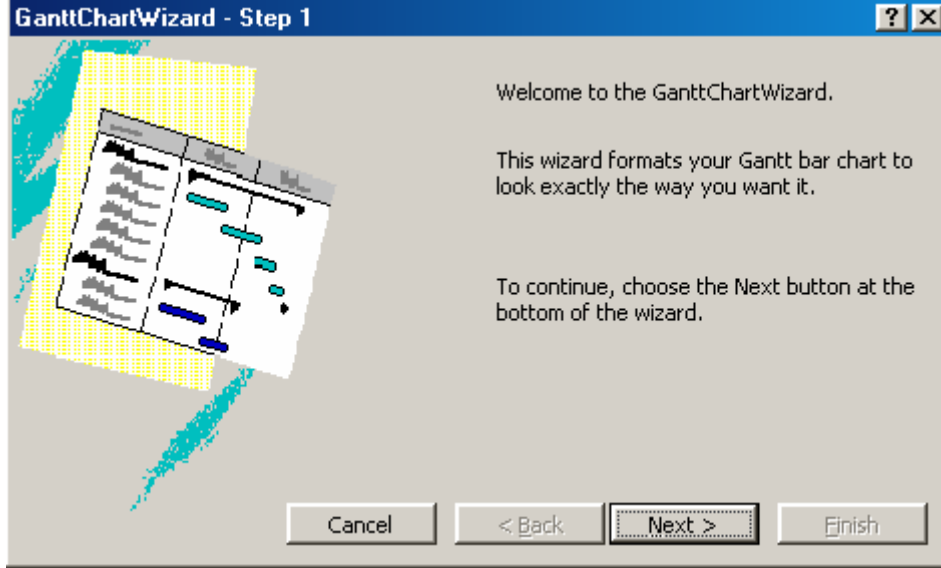 GanttChartWizard - Step 1
Welcome to the GanttChartWizard.
This wizard formats your Gantt bar chart to
look exactly the way you want it.
To continue, choose the Next button at the
bottom of the wizard.
Cancel < Back Next > Finish